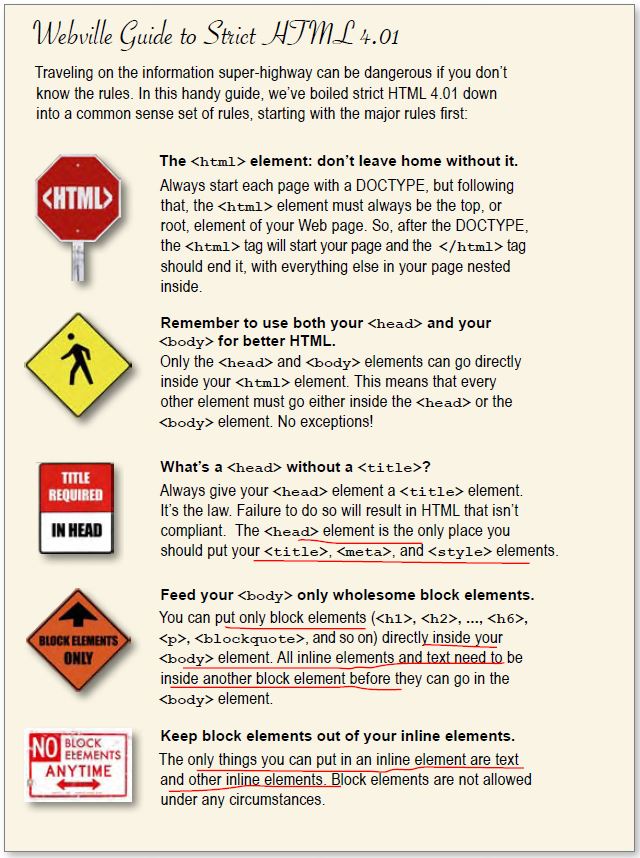 Webville Guide to Strict HTML 4.01
Traveling on the information super-highway can be dangerous if you don't
know the rules. In this handy guide, we've boiled strict HTML 4.01 down
into a common sense set of rules, starting with the major rules first:
<HTML>
The <html> element: don't leave home without it.
Always start each page with a DOCTYPE, but following
that, the <html> element must always be the top, or
root, element of your Web page. So, after the DOCTYPE,
the <html> tag will start your page and the </html> tag
should end it, with everything else in your page nested
inside.
Remember to use both your <head> and your
<body> for better HTML.
Only the <head> and <body> elements can go directly
inside your <html> element. This means that every
other element must go either inside the <head> or the
<body> element. No exceptions!
TITLE
REQUIRED
IN HEAD
What's a <head> without a <title>?
Always give your <head> element a <title> element.
It's the law. Failure to do so will result in HTML that isn't
compliant. The <head> element is the only place you
should put your <title>, <meta>, and <style> elements.
BLOCK ELEMENTS
ONLY
Feed your <body> only wholesome block elements.
You can put only block elements (<h1>, <h2>, ..., <h6>,
<p>, <blockquote>, and so on) directly inside your
<body> element. All inline elements and text need to be
inside another block element before they can go in the
<body> element.
NO BLOCK
ELEMENTS
ANYTIME
Keep block elements out of your inline elements.
The only things you can put in an inline element are text
and other inline elements. Block elements are not allowed
under any circumstances.